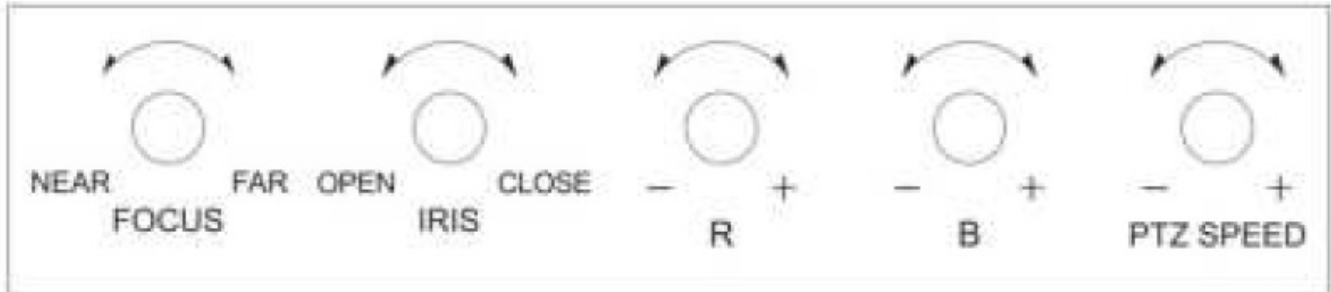 NEAR FAR OPEN CLOSE - + - + - +
FOCUS IRIS R B PTZ SPEED